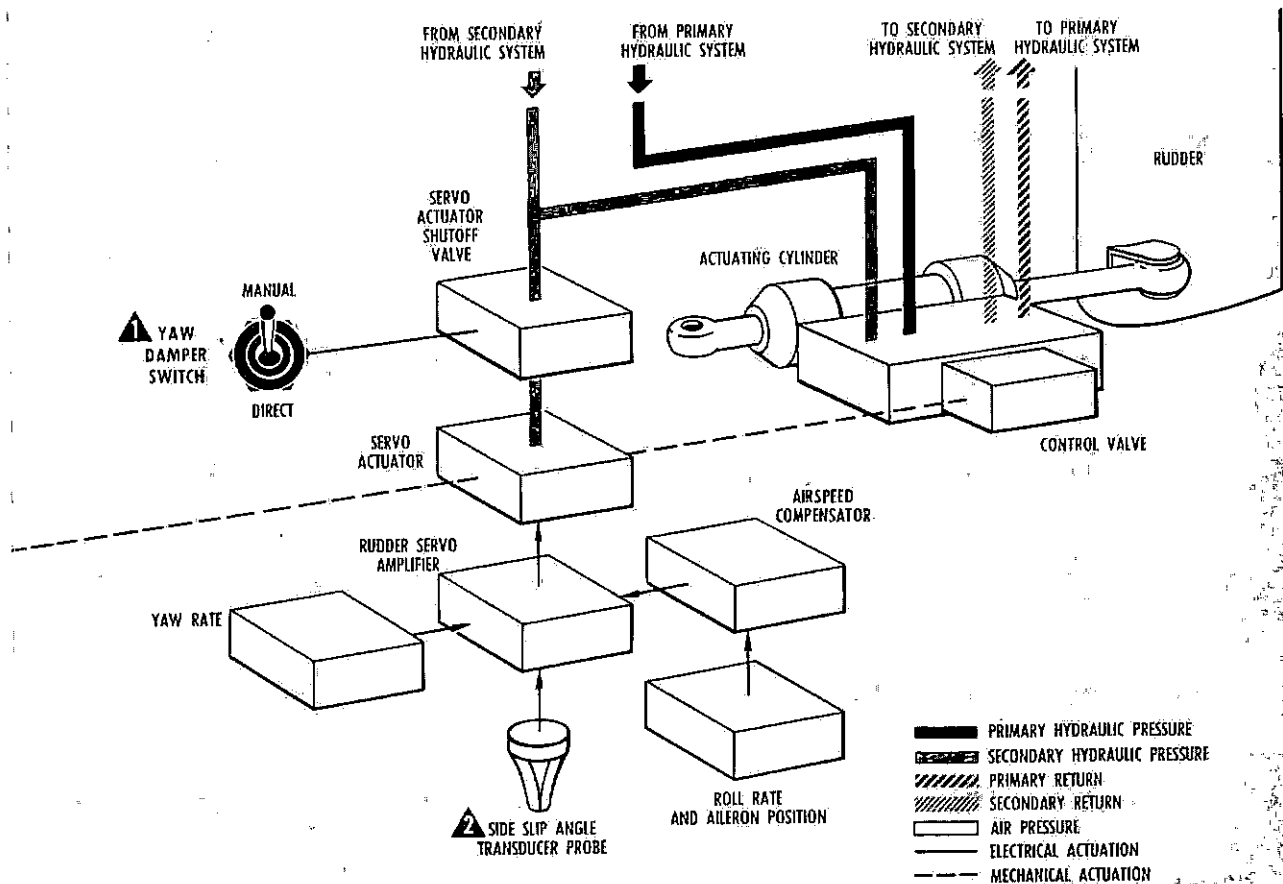 FROM SECONDARY
HYDRAULIC SYSTEM
FROM PRIMARY
HYDRAULIC SYSTEM
TO SECONDARY
HYDRAULIC SYSTEM
TO PRIMARY
HYDRAULIC SYSTEM
RUDDER
SERVO
ACTUATOR
SHUTOFF
VALVE
ACTUATING CYLINDER
MANUAL
1 YAW
DAMPER
SWITCH
DIRECT
SERVO
ACTUATOR
CONTROL VALVE
AIRSPEED
COMPENSATOR
RUDDER SERVO
AMPLIFIER
YAW RATE
ROLL RATE
AND AILERON POSITION
2 SIDE SLIP ANGLE
TRANSDUCER PROBE
PRIMARY HYDRAULIC PRESSURE
SECONDARY HYDRAULIC PRESSURE
PRIMARY RETURN
SECONDARY RETURN
AIR PRESSURE
ELECTRICAL ACTUATION
MECHANICAL ACTUATION